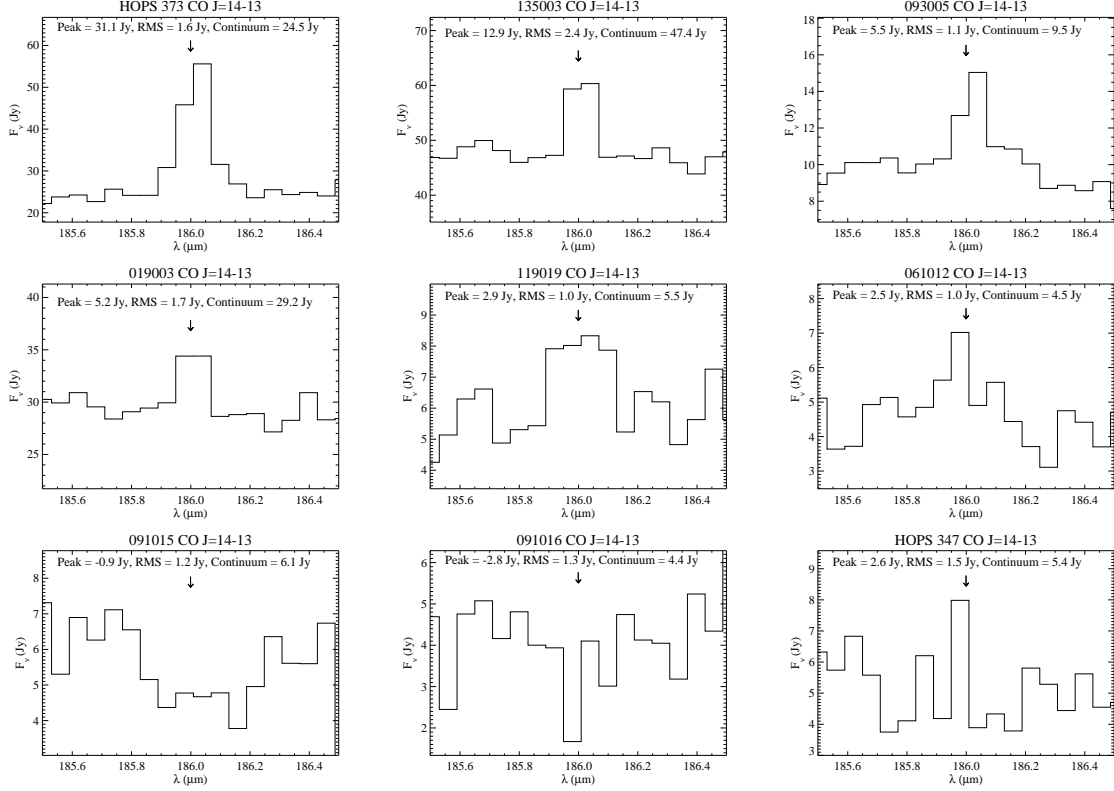 HOPS 373 CO J=14-13
Peak = 31.1 Jy, RMS = 1.6 Jy, Continuum = 24.5 Jy
60
50
40
30
20
Fν (Jy)
185.6 185.8 186.0 186.2 186.4
λ (μm)
135003 CO J=14-13
Peak = 12.9 Jy, RMS = 2.4 Jy, Continuum = 47.4 Jy
70
60
50
40
Fν (Jy)
185.6 185.8 186.0 186.2 186.4
λ (μm)
093005 CO J=14-13
Peak = 5.5 Jy, RMS = 1.1 Jy, Continuum = 9.5 Jy
18
16
14
12
10
8
Fν (Jy)
185.6 185.8 186.0 186.2 186.4
λ (μm)
019003 CO J=14-13
Peak = 5.2 Jy, RMS = 1.7 Jy, Continuum = 29.2 Jy
40
35
30
25
Fν (Jy)
185.6 185.8 186.0 186.2 186.4
λ (μm)
119019 CO J=14-13
Peak = 2.9 Jy, RMS = 1.0 Jy, Continuum = 5.5 Jy
9
8
7
6
5
4
Fν (Jy)
185.6 185.8 186.0 186.2 186.4
λ (μm)
061012 CO J=14-13
Peak = 2.5 Jy, RMS = 1.0 Jy, Continuum = 4.5 Jy
8
7
6
5
4
3
Fν (Jy)
185.6 185.8 186.0 186.2 186.4
λ (μm)
091015 CO J=14-13
Peak = -0.9 Jy, RMS = 1.2 Jy, Continuum = 6.1 Jy
8
7
6
5
4
Fν (Jy)
185.6 185.8 186.0 186.2 186.4
λ (μm)
091016 CO J=14-13
Peak = -2.8 Jy, RMS = 1.3 Jy, Continuum = 4.4 Jy
6
5
4
3
2
Fν (Jy)
185.6 185.8 186.0 186.2 186.4
λ (μm)
HOPS 347 CO J=14-13
Peak = 2.6 Jy, RMS = 1.5 Jy, Continuum = 5.4 Jy
9
8
7
6
5
4
3
Fν (Jy)
185.6 185.8 186.0 186.2 186.4
λ (μm)